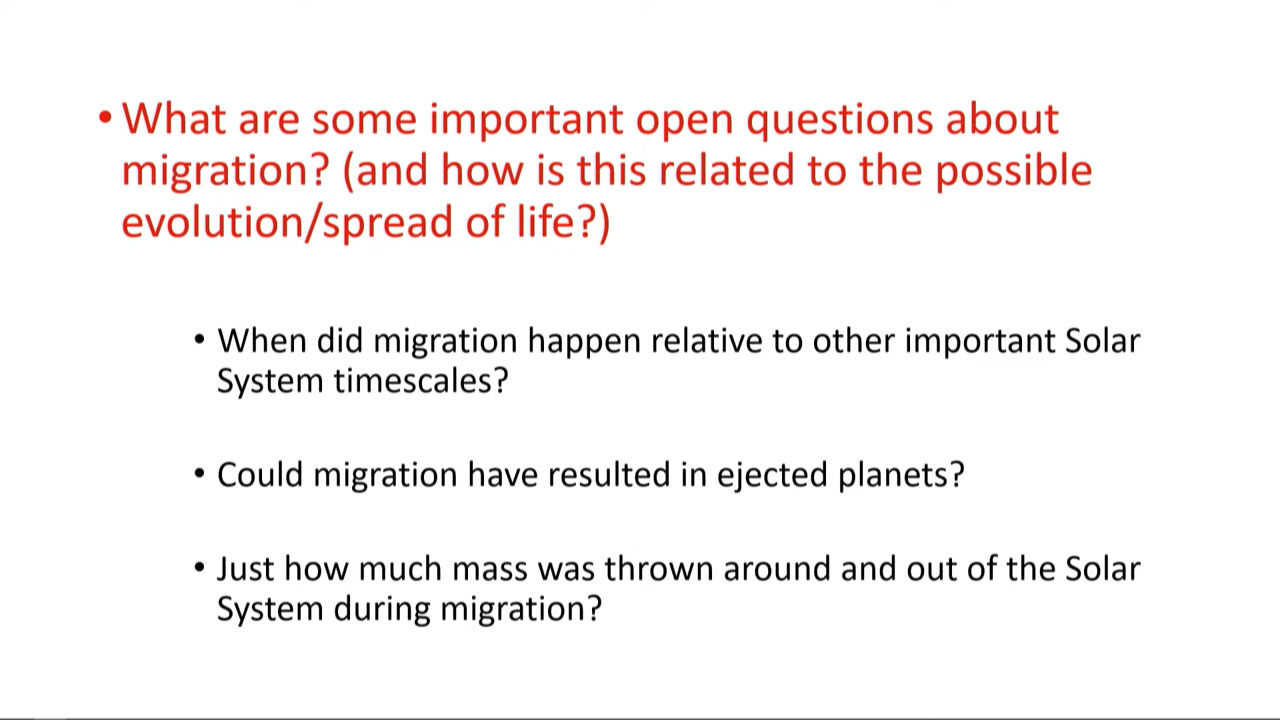 • What are some important open questions about
migration? (and how is this related to the possible
evolution/spread of life?)
• When did migration happen relative to other important Solar
System timescales?
• Could migration have resulted in ejected planets?
• Just how much mass was thrown around and out of the Solar
System during migration?